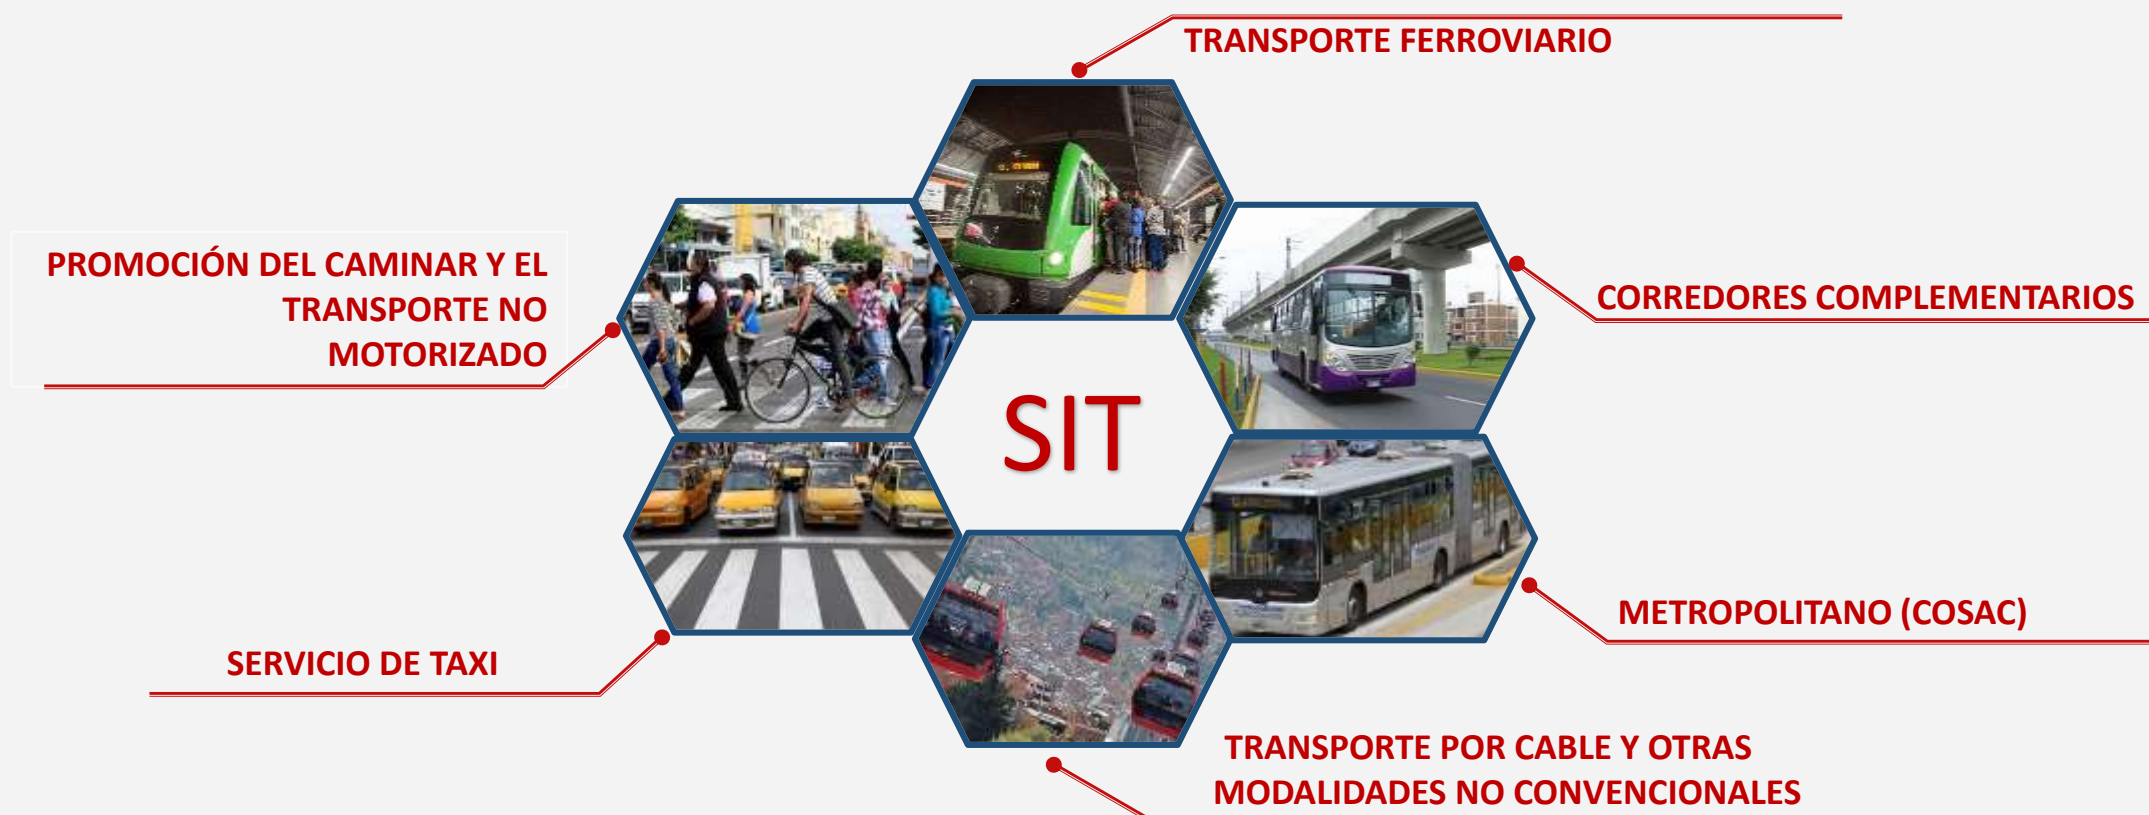 TRANSPORTE FERROVIARIO
PROMOCIÓN DEL CAMINAR Y EL
TRANSPORTE NO
MOTORIZADO
CORREDORES COMPLEMENTARIOS
SIT
METROPOLITANO (COSAC)
SERVICIO DE TAXI
TRANSPORTE POR CABLE Y OTRAS
MODALIDADES NO CONVENCIONALES